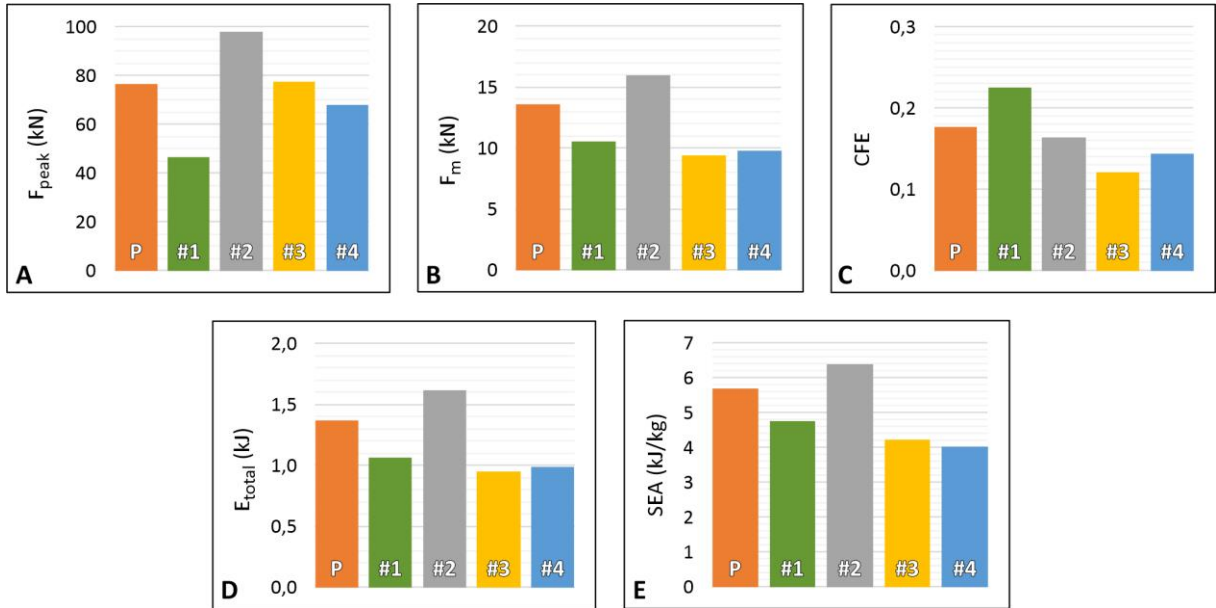 F_peak (kN)
100
80
60
40
20
0
P #1 #2 #3 #4
A
F_m (kN)
20
15
10
5
0
P #1 #2 #3 #4
B
CFE
0,3
0,2
0,1
0,0
P #1 #2 #3 #4
C
E_total (kJ)
2,0
1,5
1,0
0,5
0,0
P #1 #2 #3 #4
D
SEA (kJ/kg)
7
6
5
4
3
2
1
0
P #1 #2 #3 #4
E